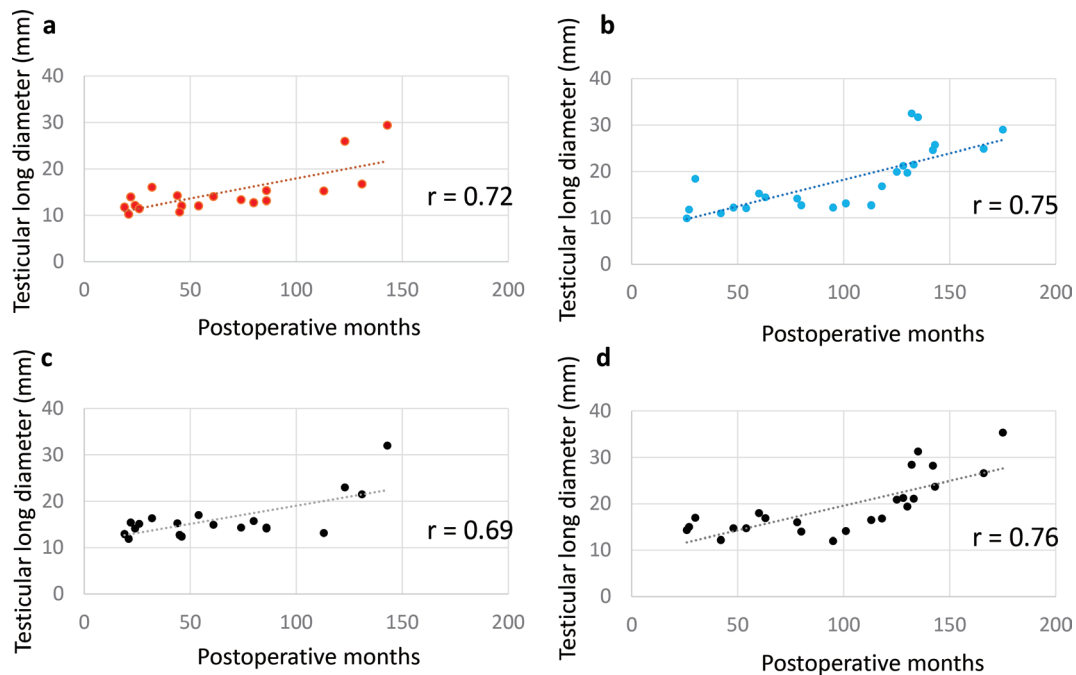 a
Testicular long diameter (mm)
40
30
20
10
0
0 50 100 150 200
Postoperative months
r = 0.72
b
Testicular long diameter (mm)
40
30
20
10
0
0 50 100 150 200
Postoperative months
r = 0.75
c
Testicular long diameter (mm)
40
30
20
10
0
0 50 100 150 200
Postoperative months
r = 0.69
d
Testicular long diameter (mm)
40
30
20
10
0
0 50 100 150 200
Postoperative months
r = 0.76